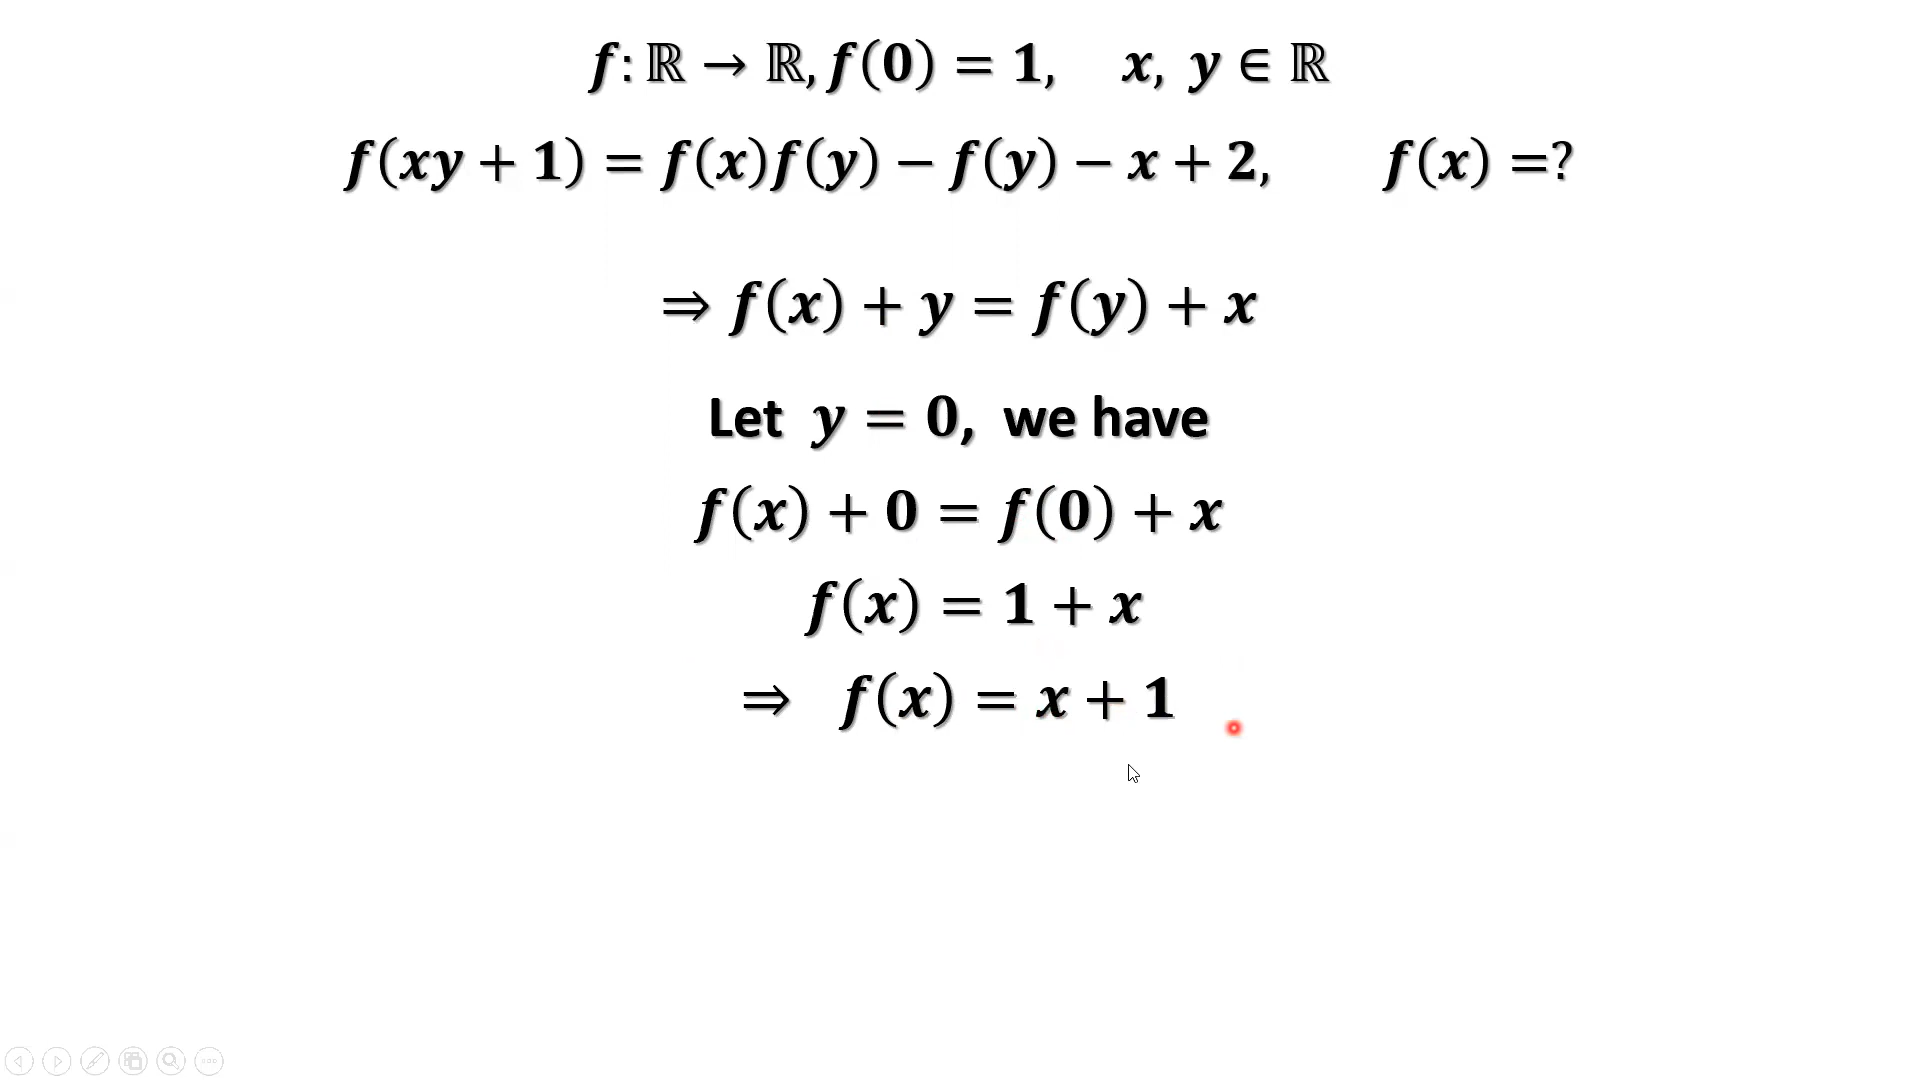 f: ℝ → ℝ, f(0) = 1, x, y ∈ ℝ
f(xy + 1) = f(x)f(y) − f(y) − x + 2, f(x) =?
⇒ f(x) + y = f(y) + x
Let y = 0, we have
f(x) + 0 = f(0) + x
f(x) = 1 + x
⇒ f(x) = x + 1